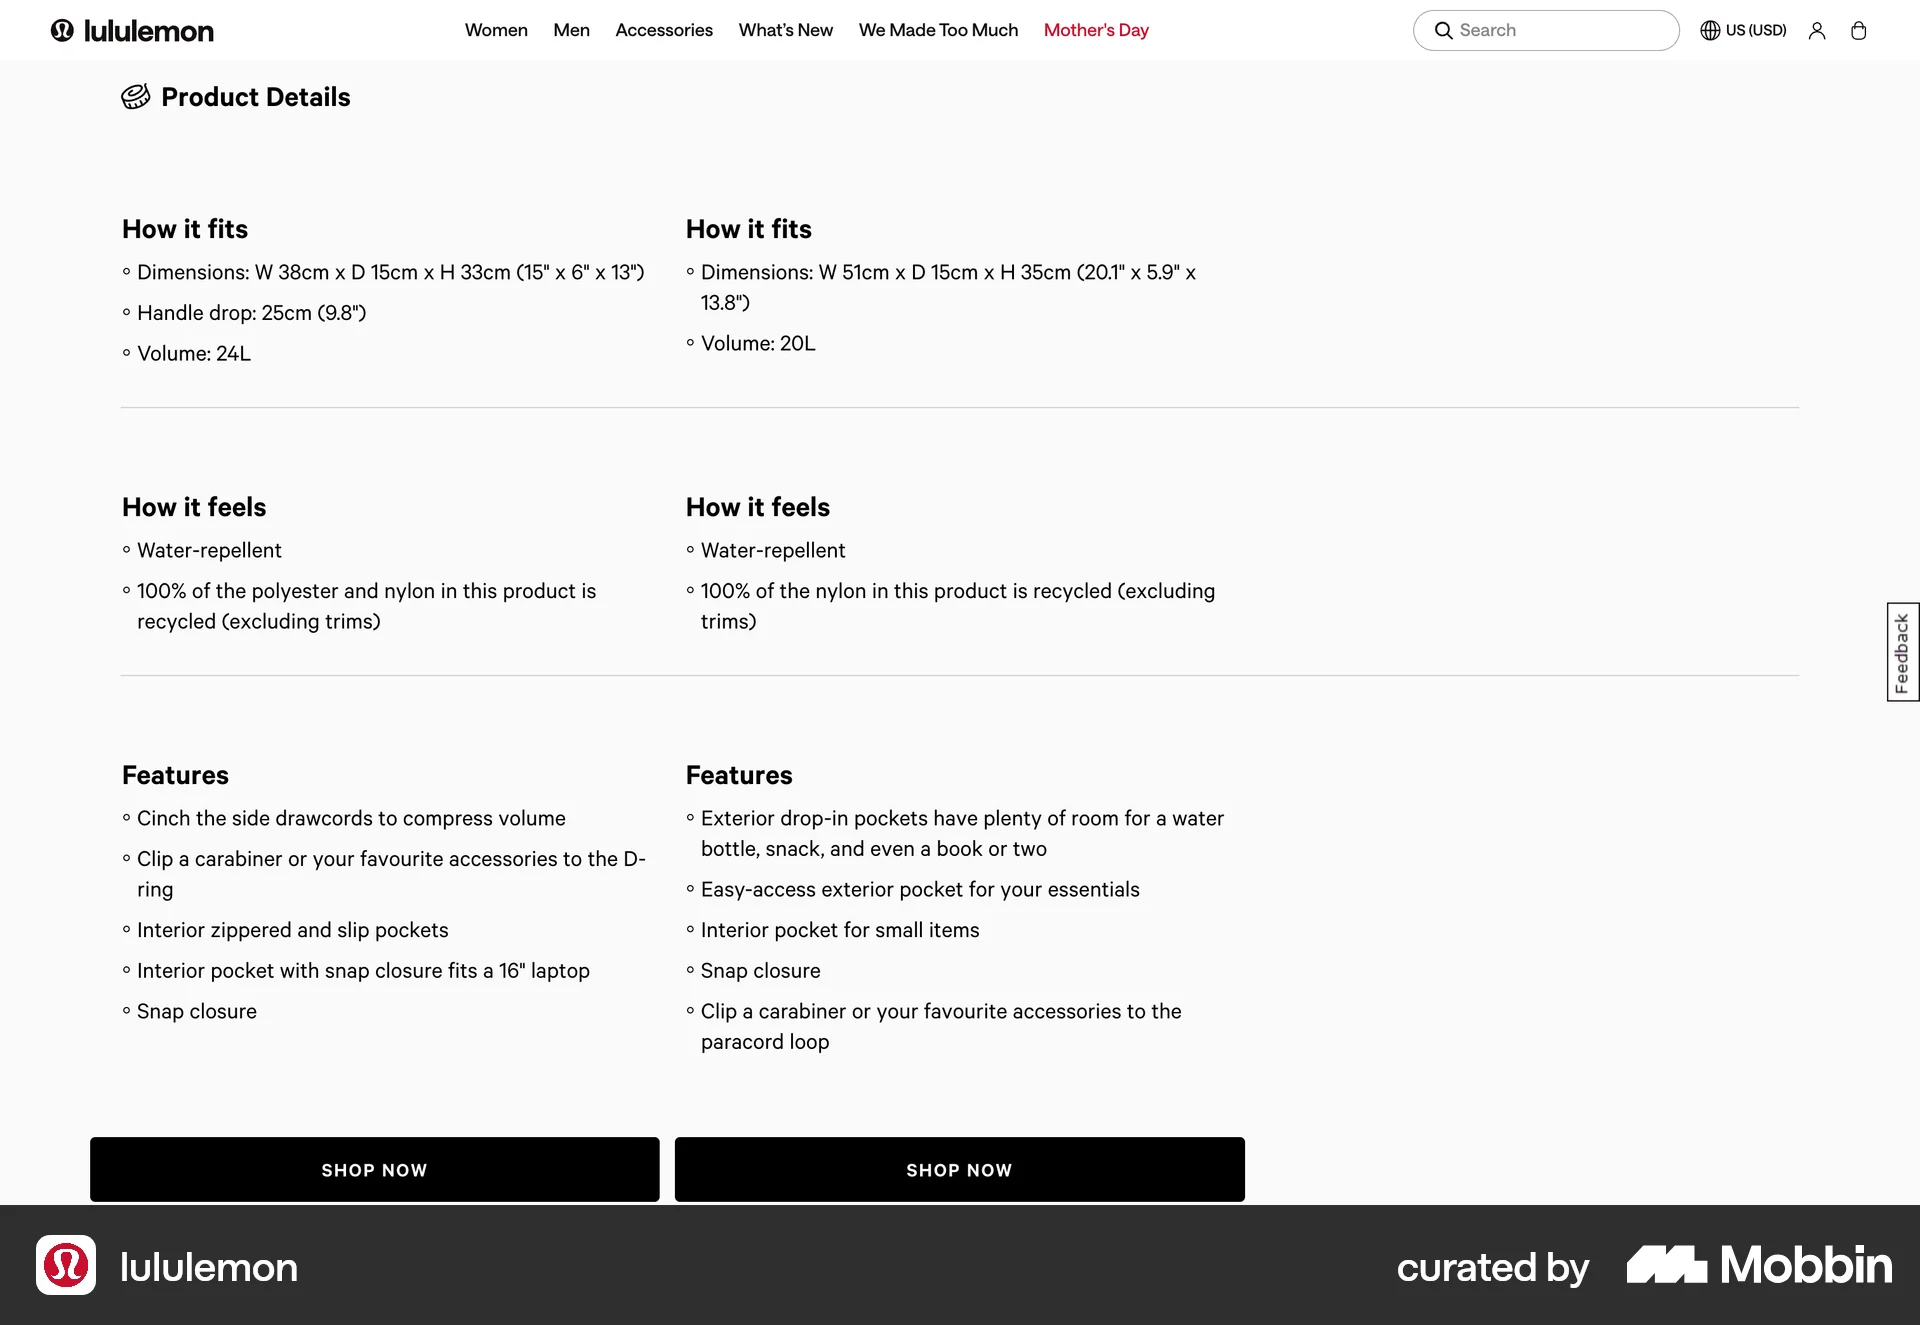 lululemon
Women Men Accessories What's New We Made Too Much Mother's Day
Search
US (USD)
Product Details
How it fits
◦ Dimensions: W 38cm x D 15cm x H 33cm (15" x 6" x 13")
◦ Handle drop: 25cm (9.8")
◦ Volume: 24L
How it fits
◦ Dimensions: W 51cm x D 15cm x H 35cm (20.1" x 5.9" x
13.8")
◦ Volume: 20L
How it feels
◦ Water-repellent
◦ 100% of the polyester and nylon in this product is
recycled (excluding trims)
How it feels
◦ Water-repellent
◦ 100% of the nylon in this product is recycled (excluding
trims)
Feedback
Features
◦ Cinch the side drawcords to compress volume
◦ Clip a carabiner or your favourite accessories to the D-
ring
◦ Interior zippered and slip pockets
◦ Interior pocket with snap closure fits a 16" laptop
◦ Snap closure
Features
◦ Exterior drop-in pockets have plenty of room for a water
bottle, snack, and even a book or two
◦ Easy-access exterior pocket for your essentials
◦ Interior pocket for small items
◦ Snap closure
◦ Clip a carabiner or your favourite accessories to the
paracord loop
SHOP NOW
SHOP NOW
lululemon
curated by Mobbin